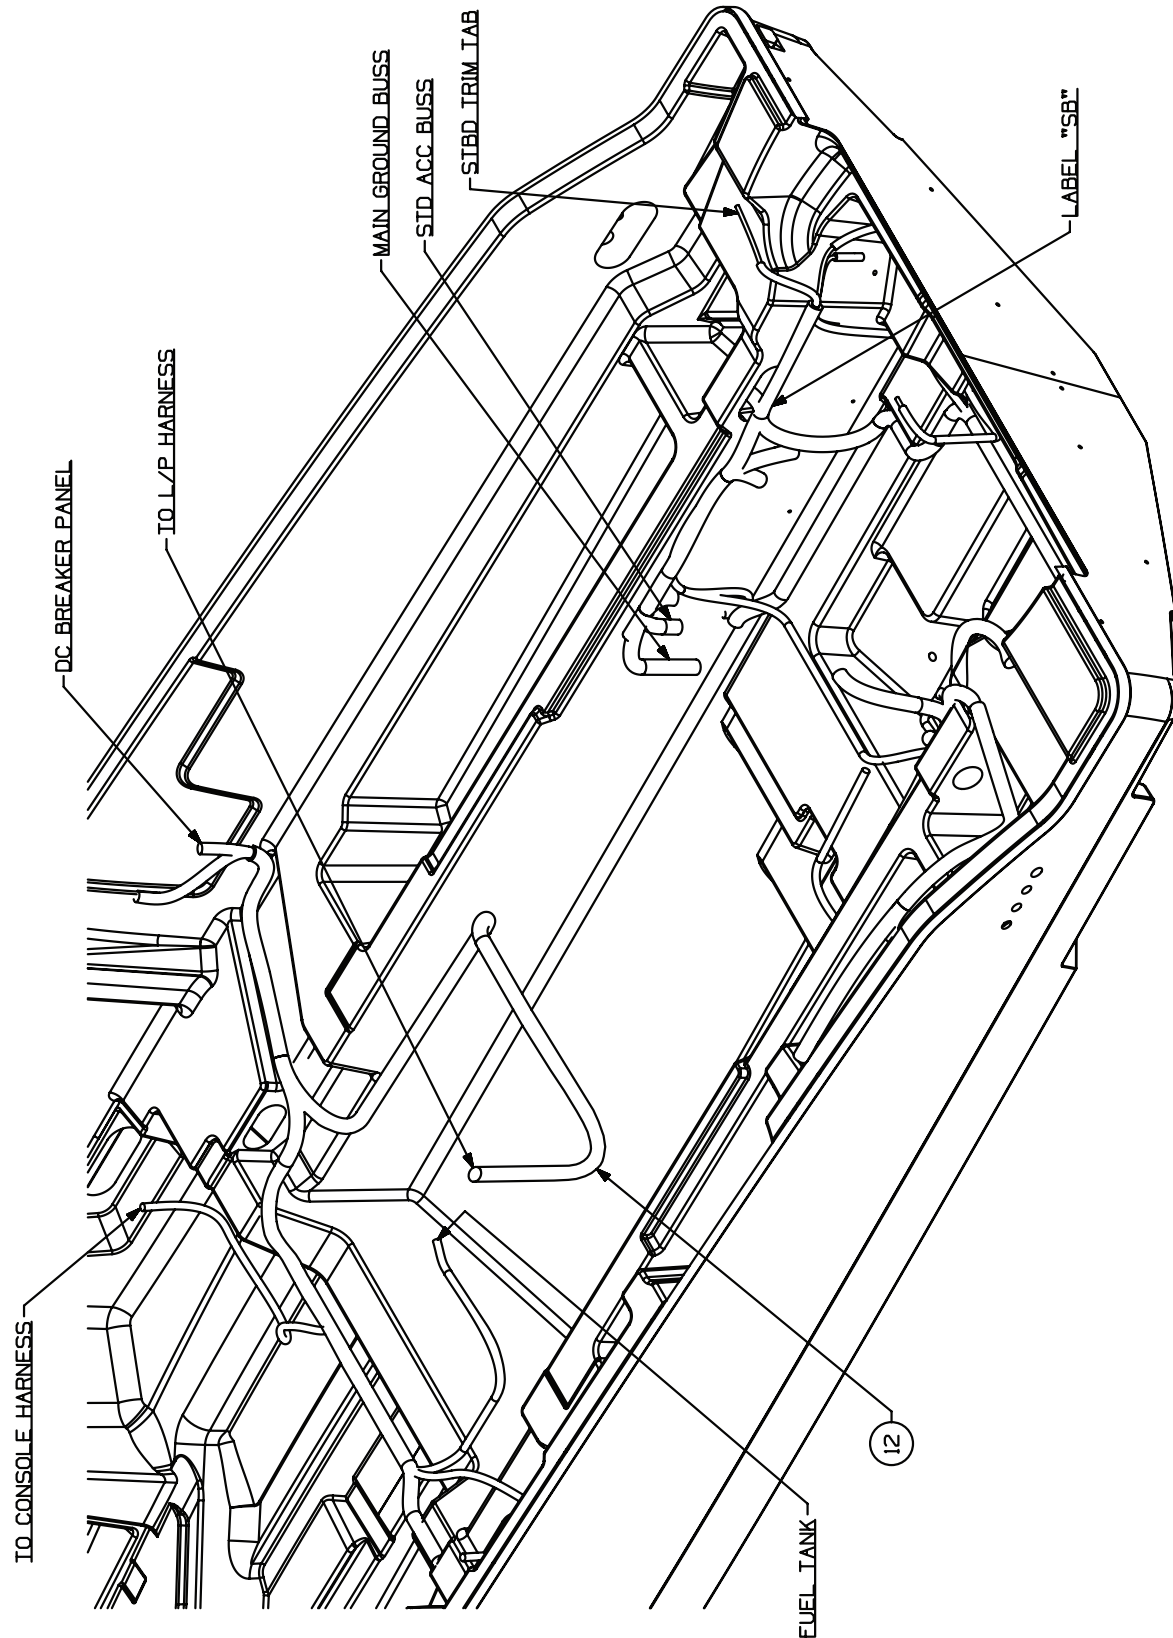 TO CONSOLE HARNESS
DC BREAKER PANEL
TO L/P HARNESS
MAIN GROUND BUSS
STD ACC BUSS
STBD TRIM TAB
LABEL "SB"
12
FUEL TANK